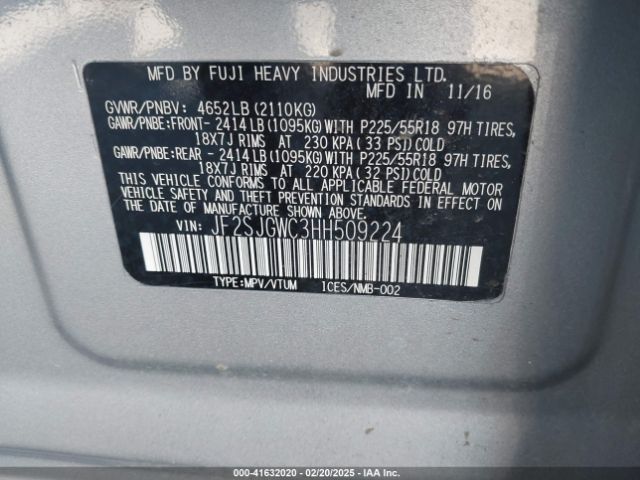 MFD BY FUJI HEAVY INDUSTRIES LTD.
MFD IN 11/16
GVWR/PNBV: 4652LB(2110KG)
GAWR/PNBE:FRONT- 2414LB(1095KG)WITH P225/55R18 97H TIRES,
18X7J RIMS AT 230 KPA(33 PSI)COLD
GAWR/PNBE:REAR - 2414LB(1095KG)WITH P225/55R18 97H TIRES,
18X7J RIMS AT 220 KPA(32 PSI)COLD
THIS VEHICLE CONFORMS TO ALL APPLICABLE FEDERAL MOTOR
VEHICLE SAFETY AND THEFT PREVENTION STANDARDS IN EFFECT
ON THE DATE OF MANUFACTURE SHOWN ABOVE.
VIN: JF2SJGWC3HH509224
TYPE:MPV/VTUM ICES/NMB-002
000-41632020 - 02/20/2025 - IAA Inc.